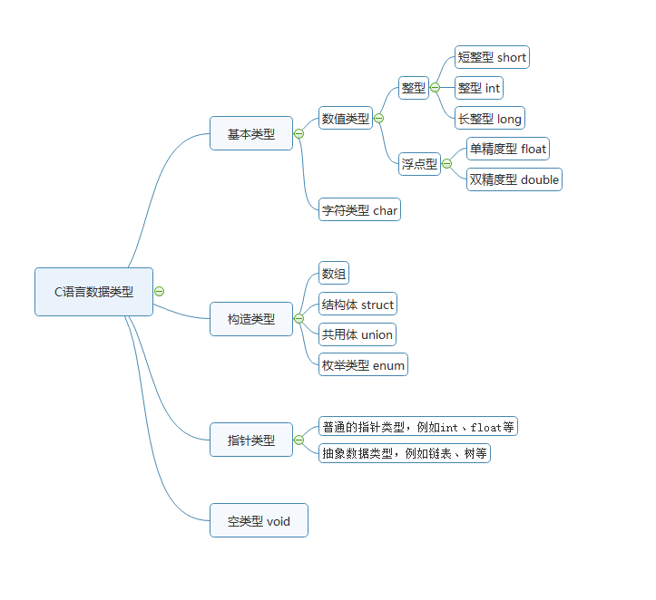 C语言数据类型
基本类型
数值类型
整型
短整型 short
整型 int
长整型 long
浮点型
单精度型 float
双精度型 double
字符类型 char
构造类型
数组
结构体 struct
共用体 union
枚举类型 enum
指针类型
普通的指针类型，例如int、float等
抽象数据类型，例如链表、树等
空类型 void